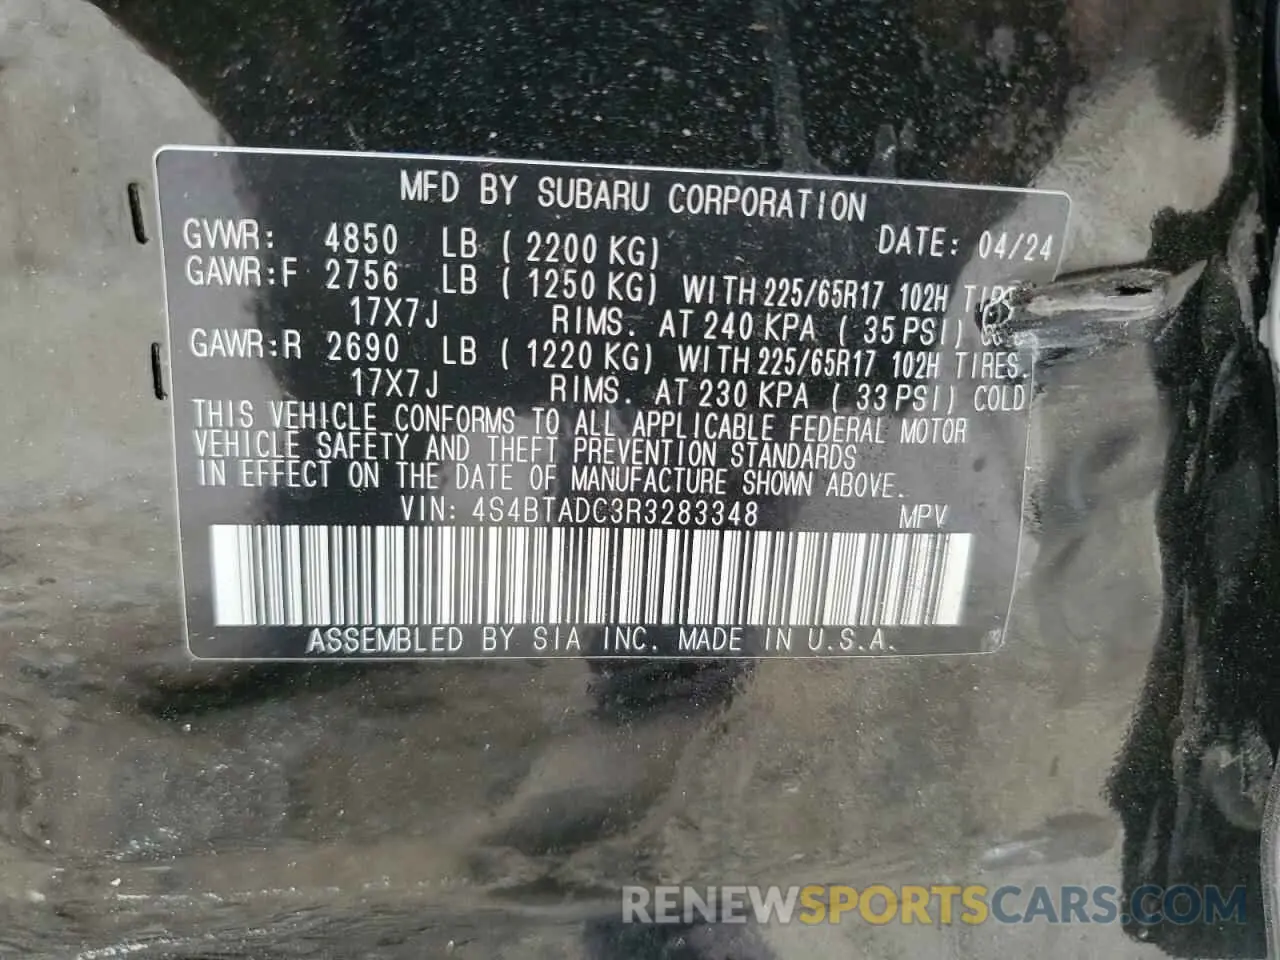 MFD BY SUBARU CORPORATION
GVWR: 4850 LB ( 2200 KG) DATE: 04/24
GAWR:F 2756 LB ( 1250 KG) WITH 225/65R17 102H
17X7J RIMS. AT 240 KPA ( 35 PSI)
GAWR:R 2690 LB ( 1220 KG) WITH 225/65R17 102H TIRES.
17X7J RIMS. AT 230 KPA ( 33 PSI) COLD
THIS VEHICLE CONFORMS TO ALL APPLICABLE FEDERAL MOTOR
VEHICLE SAFETY AND THEFT PREVENTION STANDARDS
IN EFFECT ON THE DATE OF MANUFACTURE SHOWN ABOVE.
VIN: 4S4BTADC3R3283348 MPV
ASSEMBLED BY SIA INC. MADE IN U.S.A.
RENEWSPORTSCARS.COM